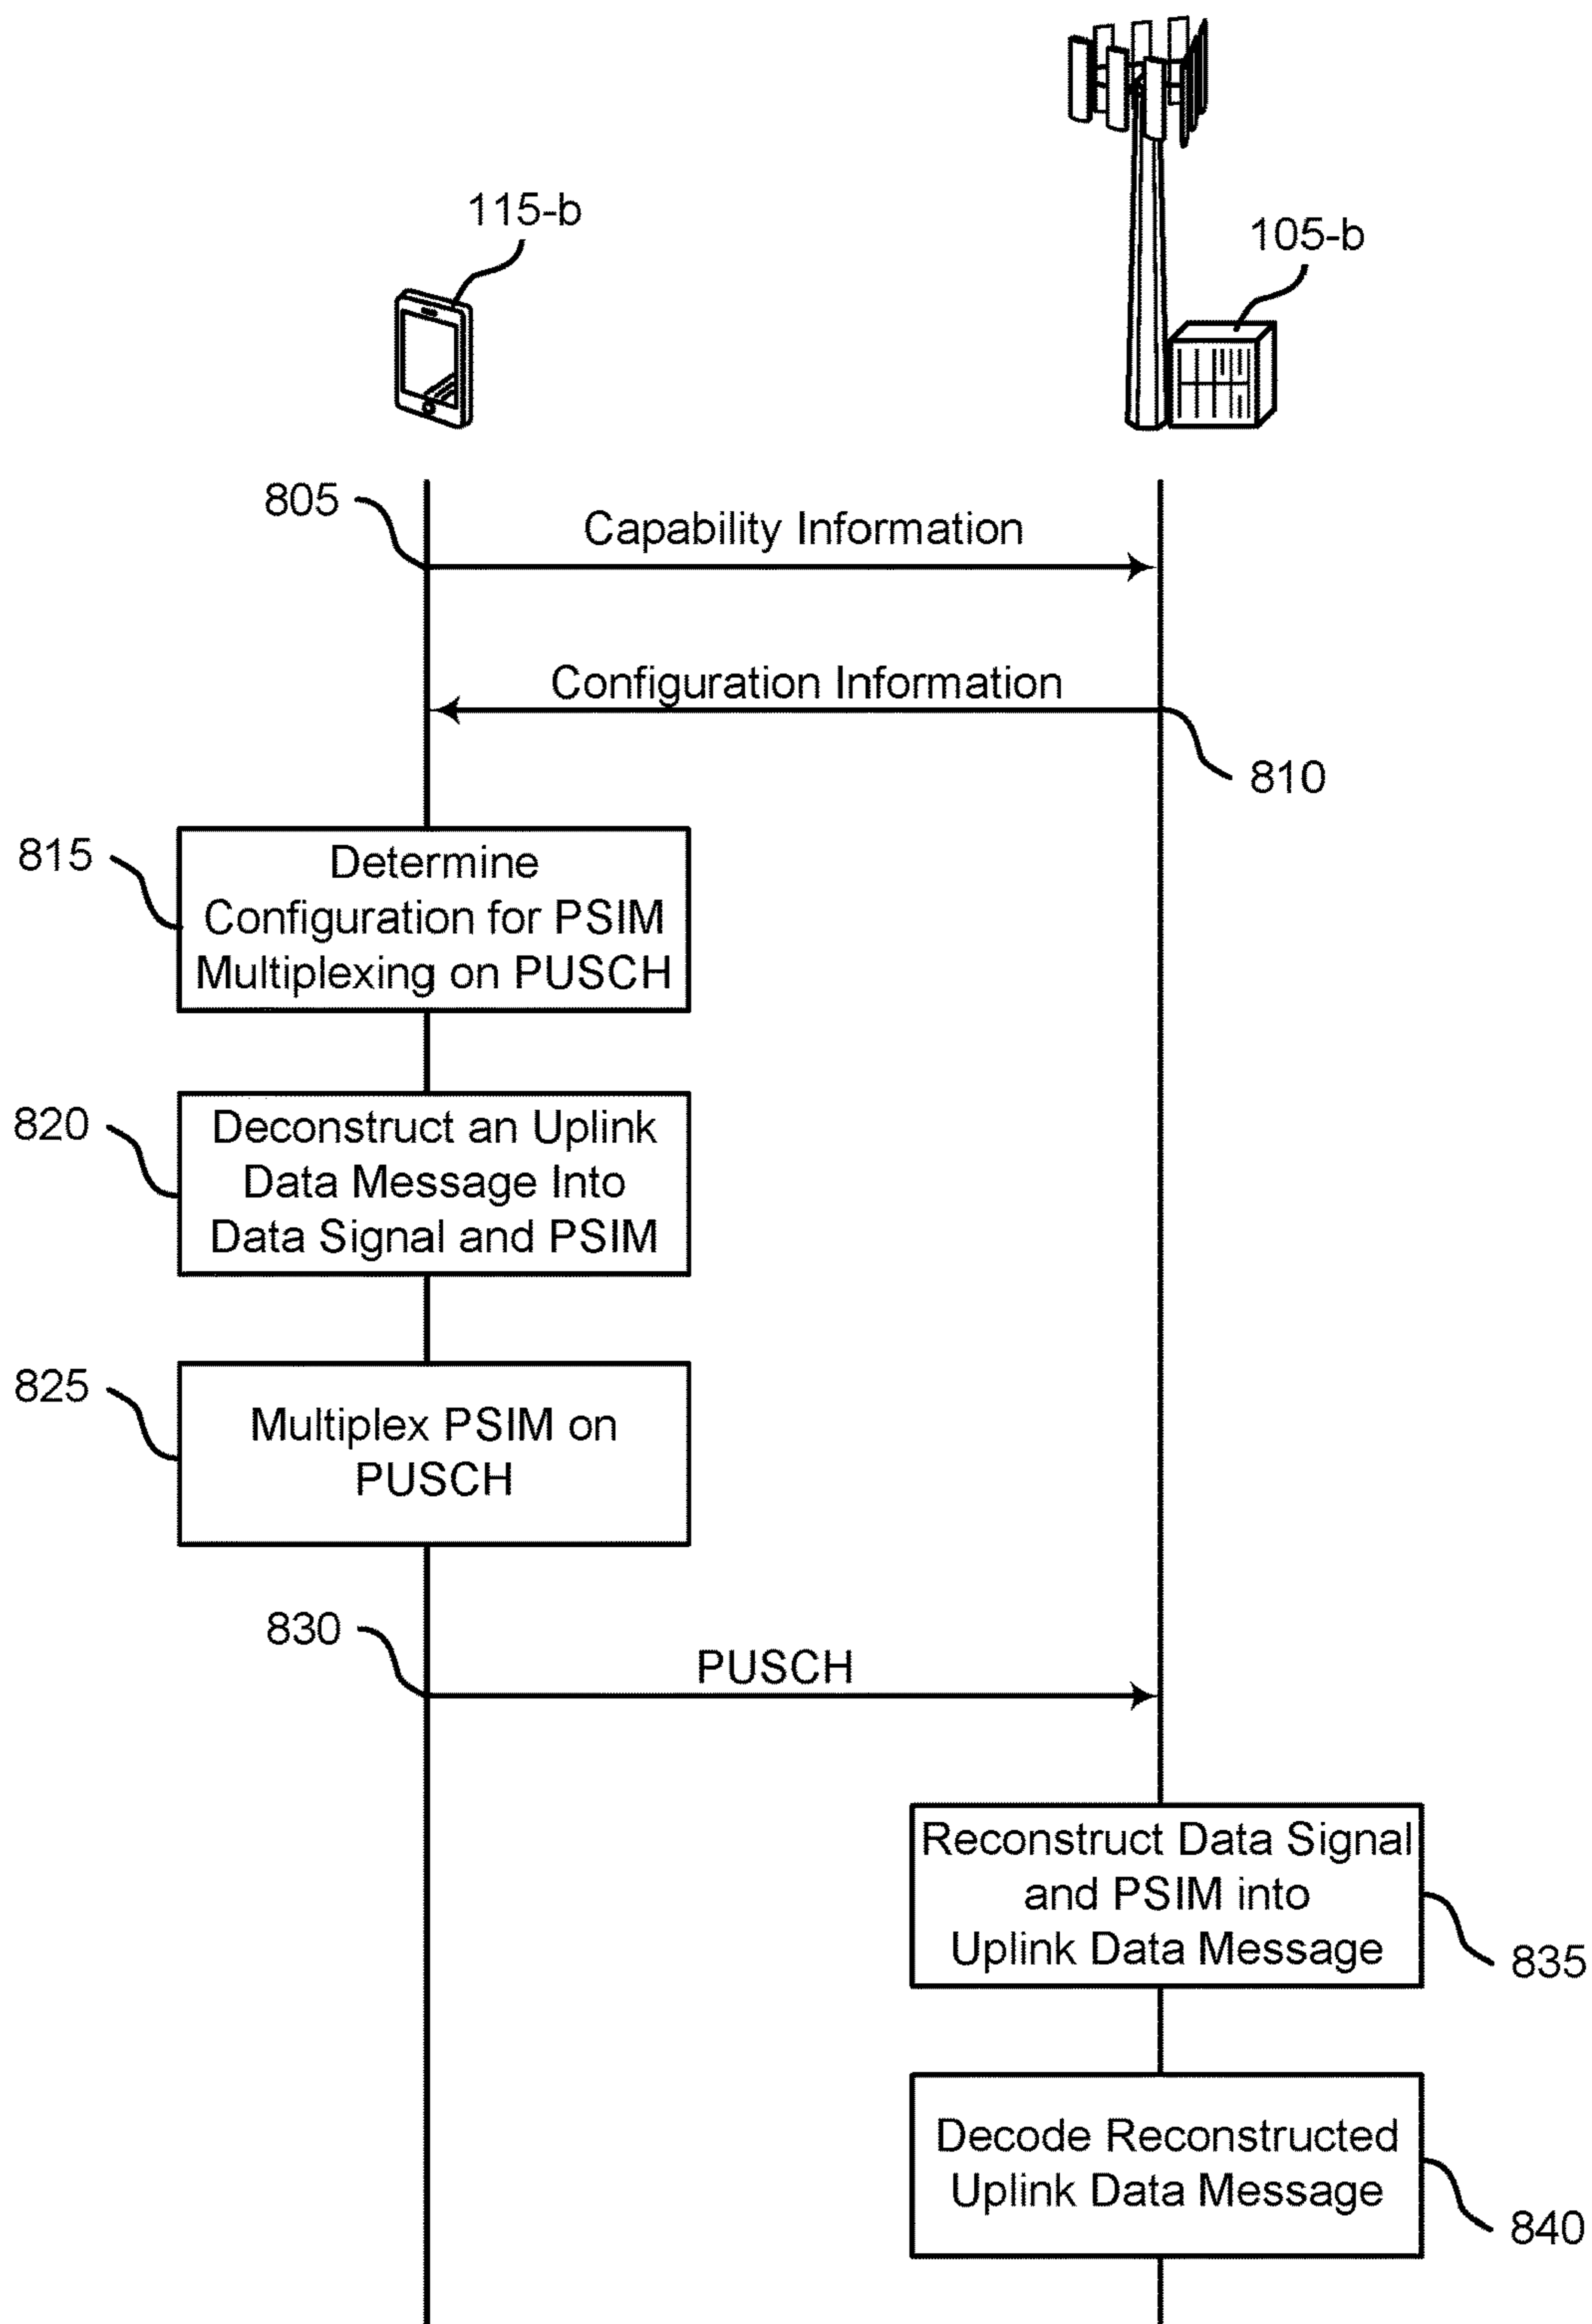 115-b
105-b
805
Capability Information
Configuration Information
810
815
Determine
Configuration for PSIM
Multiplexing on PUSCH
820
Deconstruct an Uplink
Data Message Into
Data Signal and PSIM
825
Multiplex PSIM on
PUSCH
830
PUSCH
Reconstruct Data Signal
and PSIM into
Uplink Data Message
835
Decode Reconstructed
Uplink Data Message
840